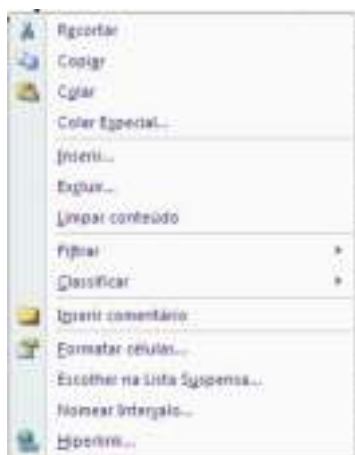 Recortar
Copiar
Colar
Colar Especial...
Inserir...
Excluir...
Limpar conteúdo
Filtrar
Classificar
Inserir comentário
Formatar células...
Escolher na Lista Suspensa...
Nomear Intervalo...
Hiperlink...